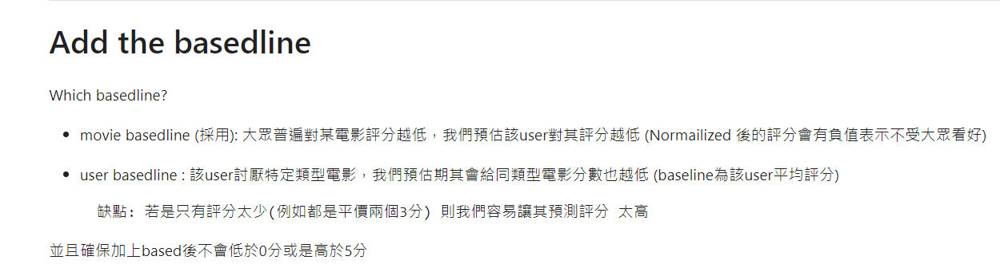 Add the basedline
Which basedline?
movie basedline (採用): 大眾普遍對某電影評分越低，我們預估該user對其評分越低 (Normailized 後的評分會有負值表示不受大眾看好)
user basedline : 該user討厭特定類型電影，我們預估期其會給同類型電影分數也越低 (baseline為該user平均評分)
缺點: 若是只有評分太少(例如都是平價兩個3分) 則我們容易讓其預測評分 太高
並且確保加上based後不會低於0分或是高於5分